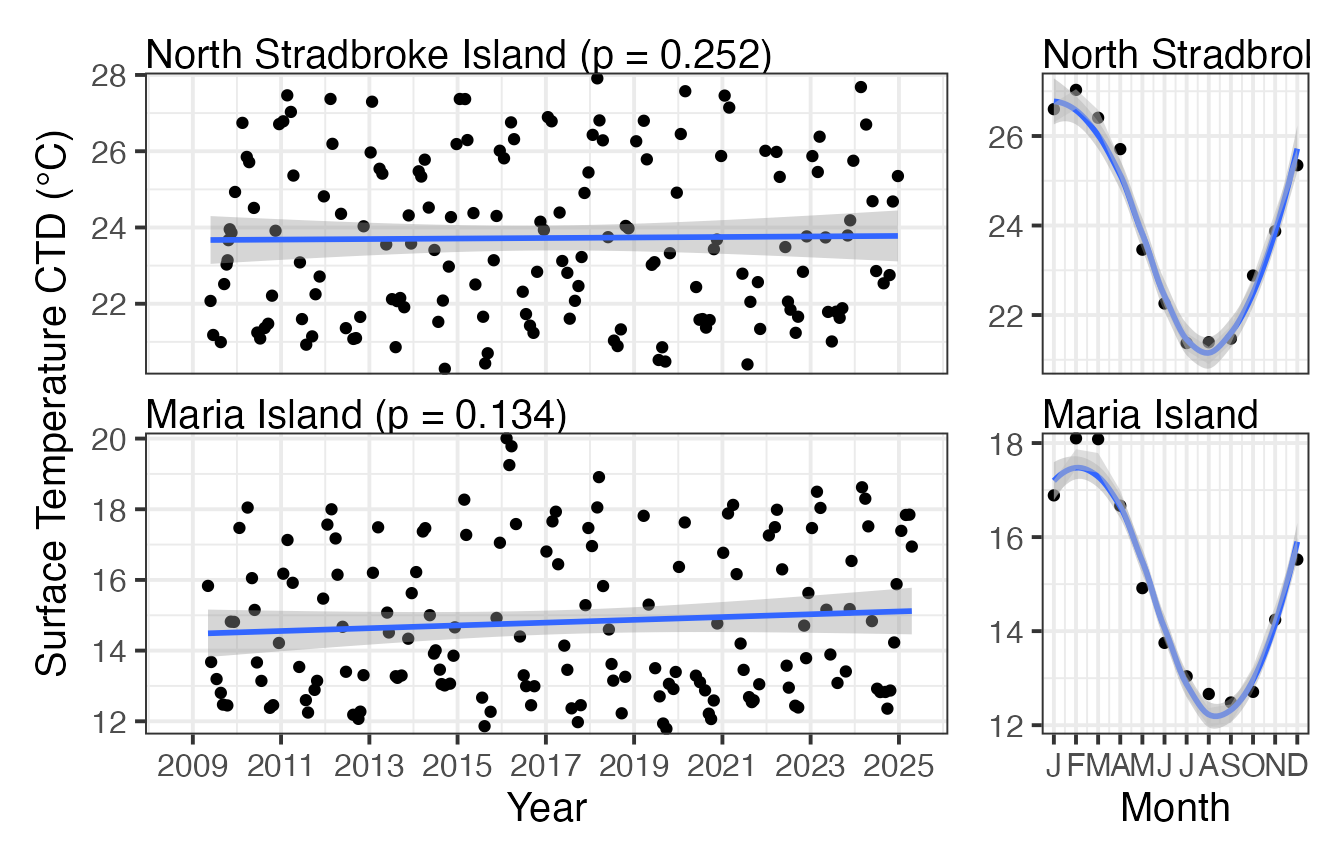 North Stradbroke Island (p = 0.252)
North Stradbrol
28
26
24
22
26
24
22
Surface Temperature CTD (°C)
Maria Island (p = 0.134)
Maria Island
20
18
16
14
12
18
16
14
12
2009 2011 2013 2015 2017 2019 2021 2023 2025
J F M A M J J A S O N D
Year
Month